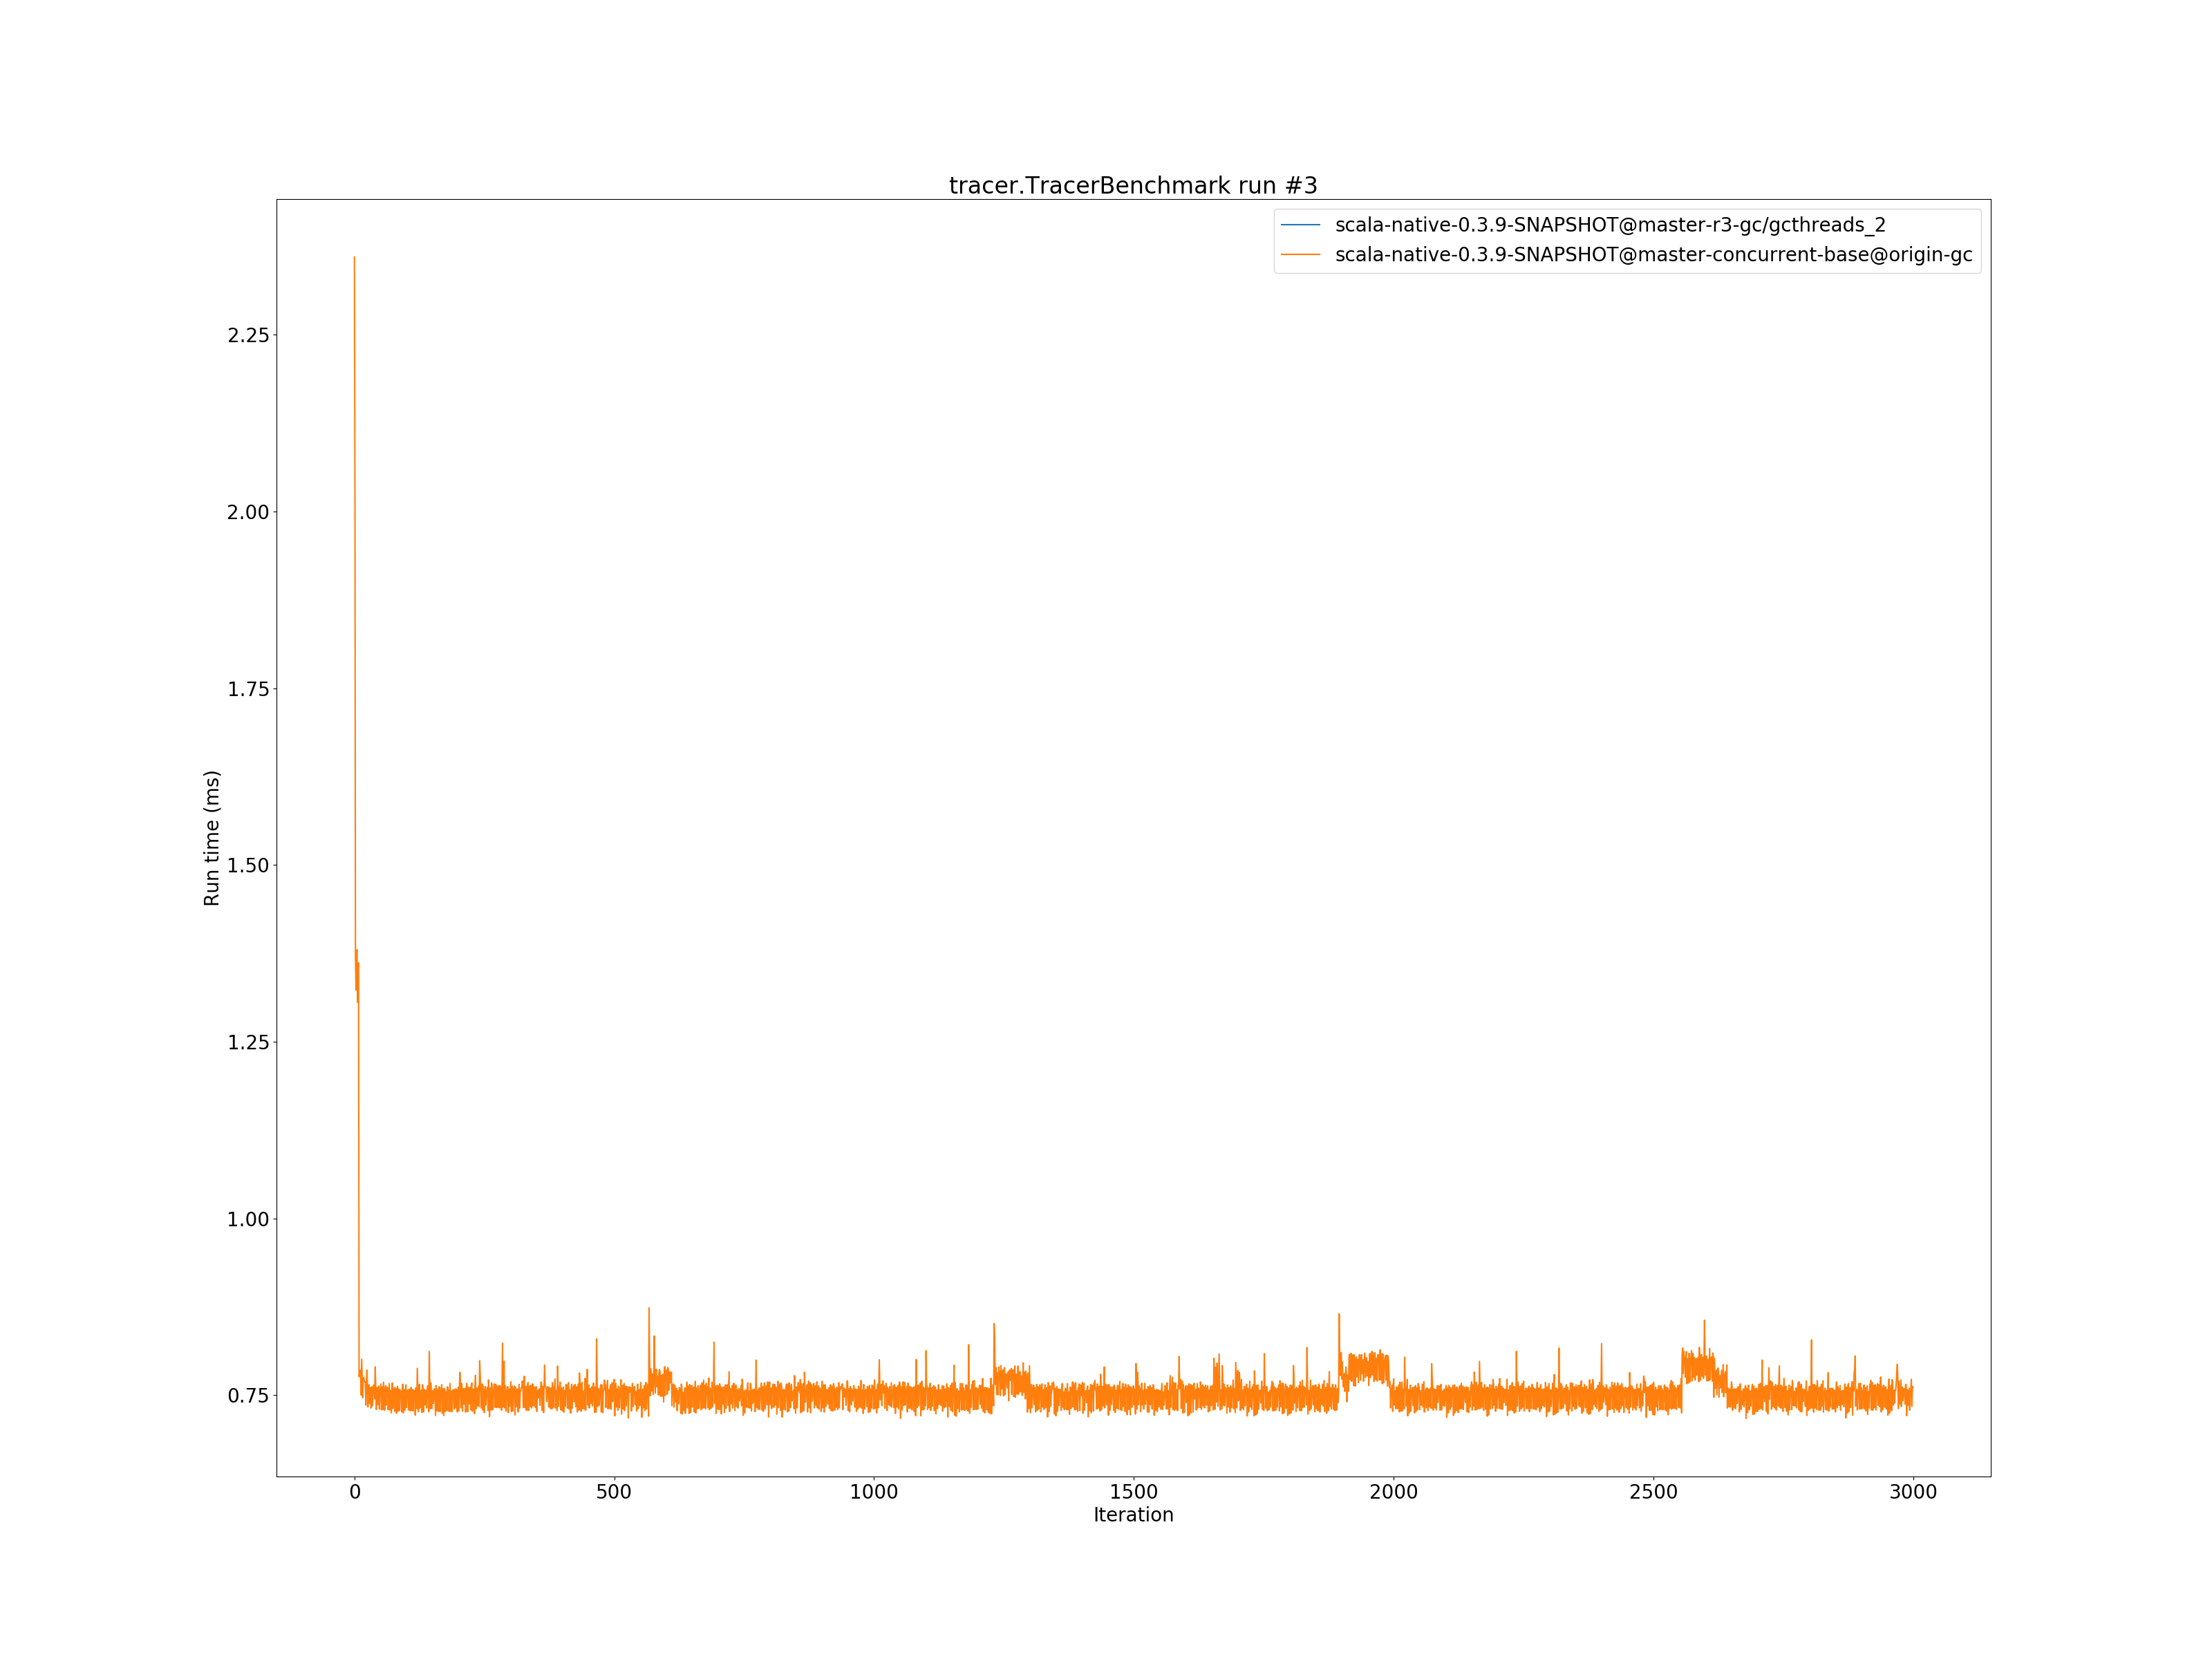 tracer.TracerBenchmark run #3
scala-native-0.3.9-SNAPSHOT@master-r3-gc/gcthreads_2
scala-native-0.3.9-SNAPSHOT@master-concurrent-base@origin-gc
2.25
2.00
1.75
1.50
1.25
1.00
0.75
Run time (ms)
0
500
1000
1500
2000
2500
3000
Iteration